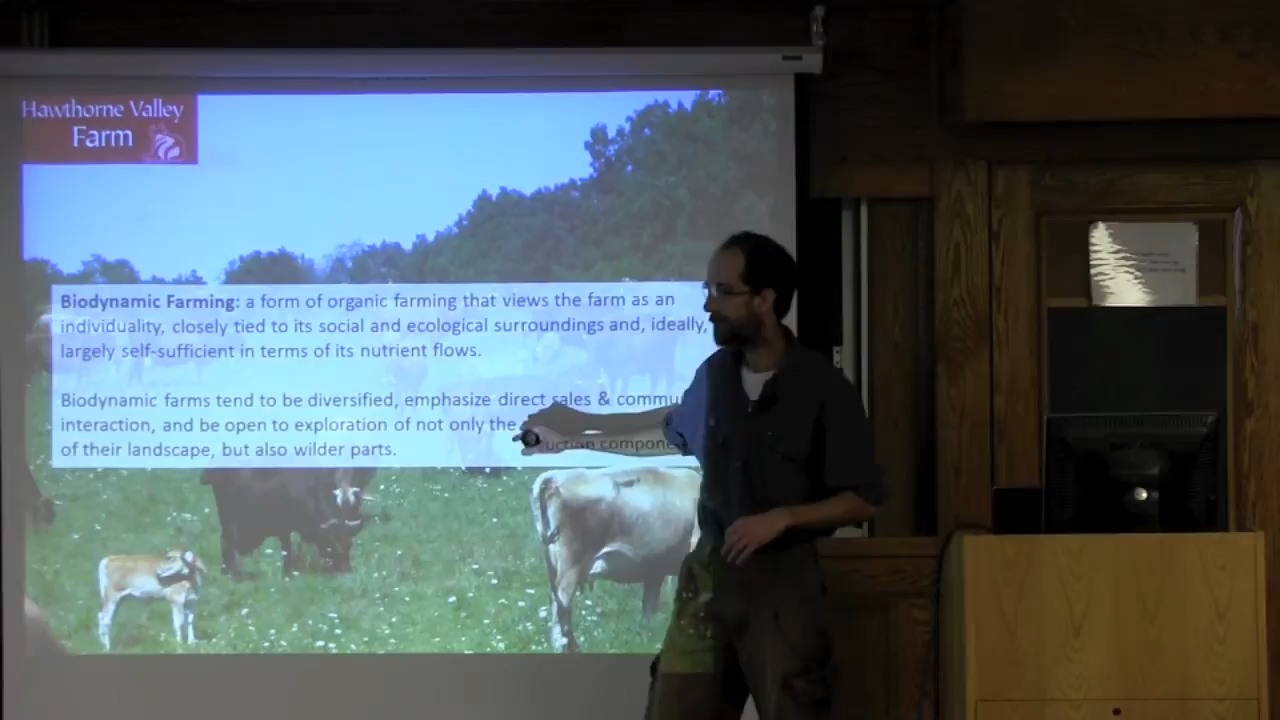 Hawthorne Valley
Farm
Biodynamic Farming: a form of organic farming that views the farm as an
individuality, closely tied to its social and ecological surroundings and, ideally,
largely self-sufficient in terms of its nutrient flows.
Biodynamic farms tend to be diversified, emphasize direct sales & commu
interaction, and be open to exploration of not only the uction compone
of their landscape, but also wilder parts.